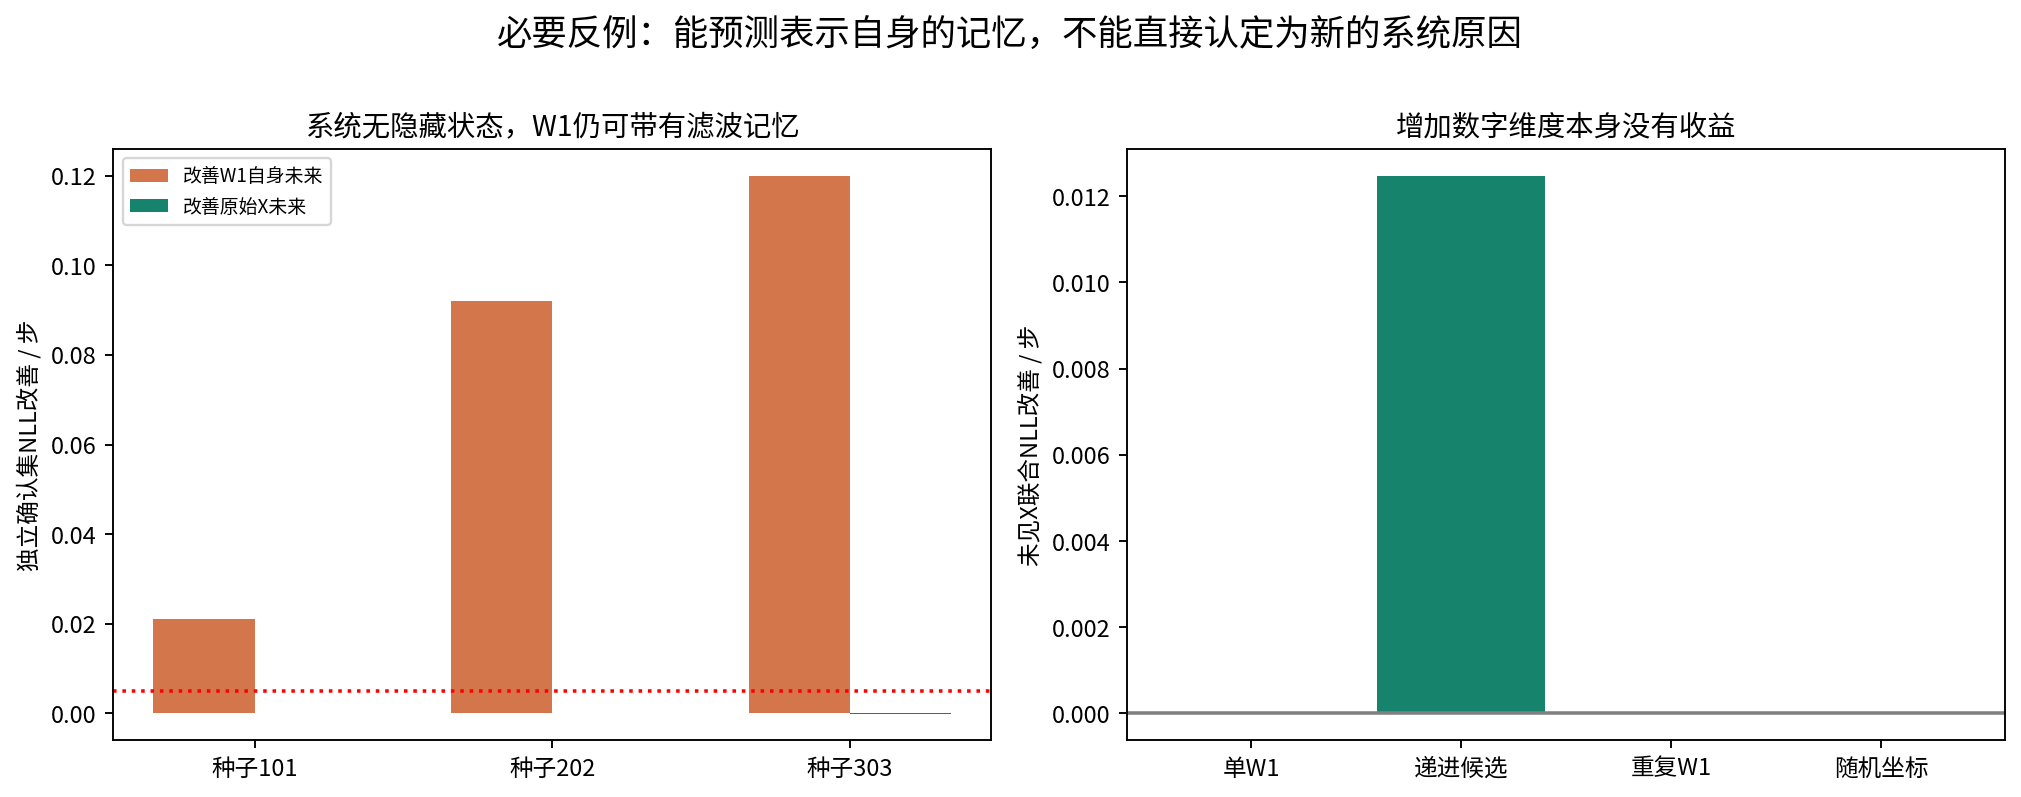 必要反例：能预测表示自身的记忆，不能直接认定为新的系统原因
系统无隐藏状态，W1仍可带有滤波记忆
改善W1自身未来
改善原始X未来
独立确认集NLL改善 / 步
0.12
0.10
0.08
0.06
0.04
0.02
0.00
种子101
种子202
种子303
增加数字维度本身没有收益
未见X联合NLL改善 / 步
0.012
0.010
0.008
0.006
0.004
0.002
0.000
单W1
递进候选
重复W1
随机坐标